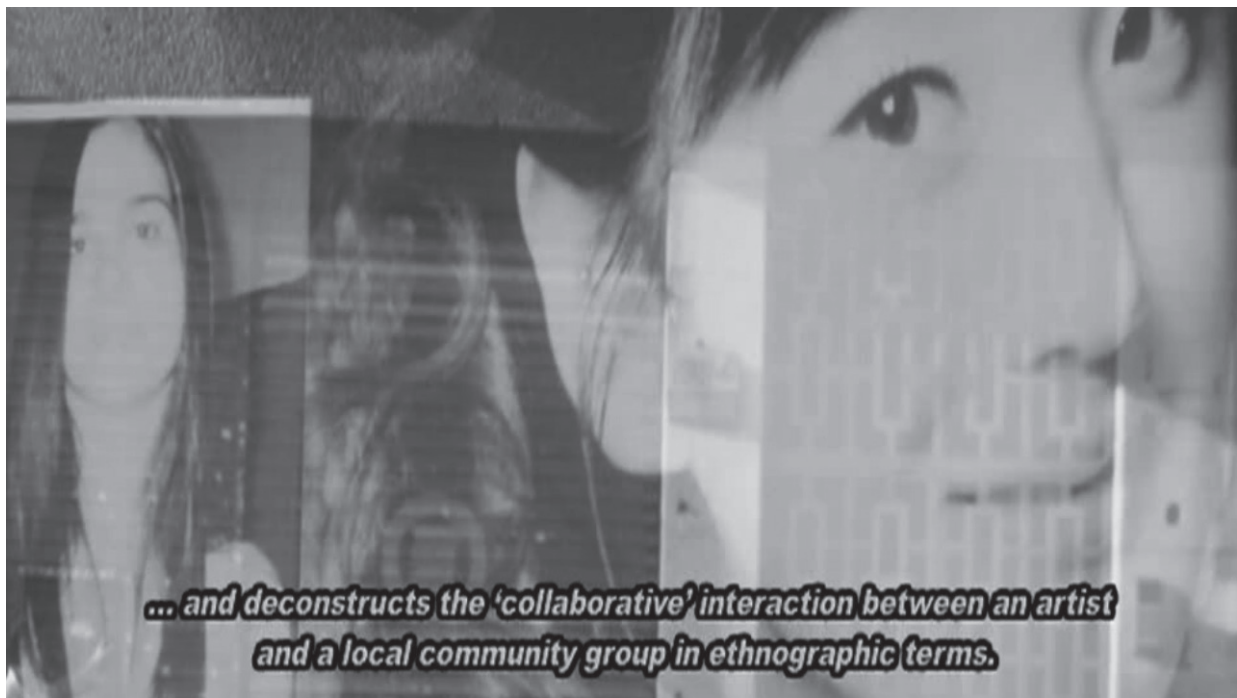 ... and deconstructs the ‘collaborative’ interaction between an artist
and a local community group in ethnographic terms.